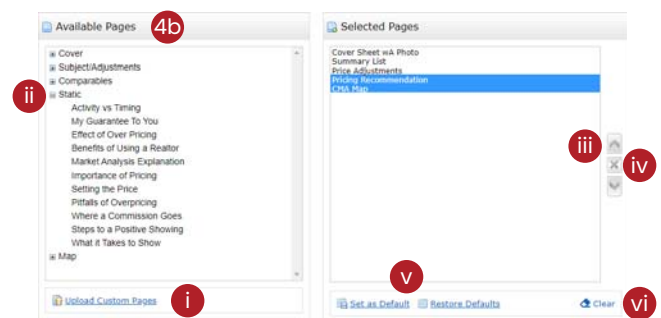 Available Pages
4b
Cover
Subject/Adjustments
Comparables
ii
Static
Activity vs Timing
My Guarantee To You
Effect of Over Pricing
Benefits of Using a Realtor
Market Analysis Explanation
Importance of Pricing
Setting the Price
Pitfalls of Overpricing
Where a Commission Goes
Steps to a Positive Showing
What it Takes to Show
Map
Upload Custom Pages
i
Selected Pages
Cover Sheet wA Photo
Summary List
Price Adjustments
Pricing Recommendation
CMA Map
iii
iv
v
Set as Default Restore Defaults
Clear
vi